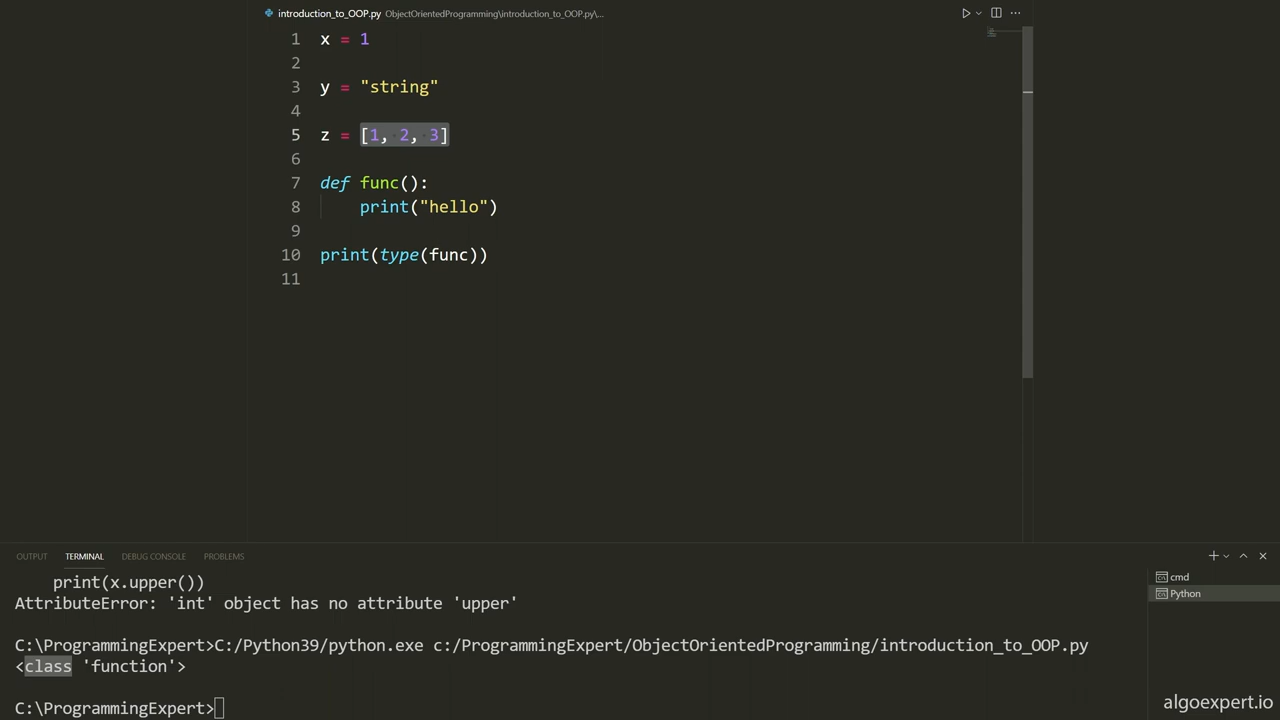 introduction_to_OOP.py ObjectOrientedProgramming\introduction_to_OOP.py\...
1 x = 1
2
3 y = "string"
4
5 z = [1, 2, 3]
6
7 def func():
8 print("hello")
9
10 print(type(func))
11
OUTPUT TERMINAL DEBUG CONSOLE PROBLEMS
print(x.upper())
AttributeError: 'int' object has no attribute 'upper'
C:\ProgrammingExpert>C:/Python39/python.exe c:/ProgrammingExpert/ObjectOrientedProgramming/introduction_to_OOP.py
<class 'function'>
C:\ProgrammingExpert>
cmd
Python
algoexpert.io